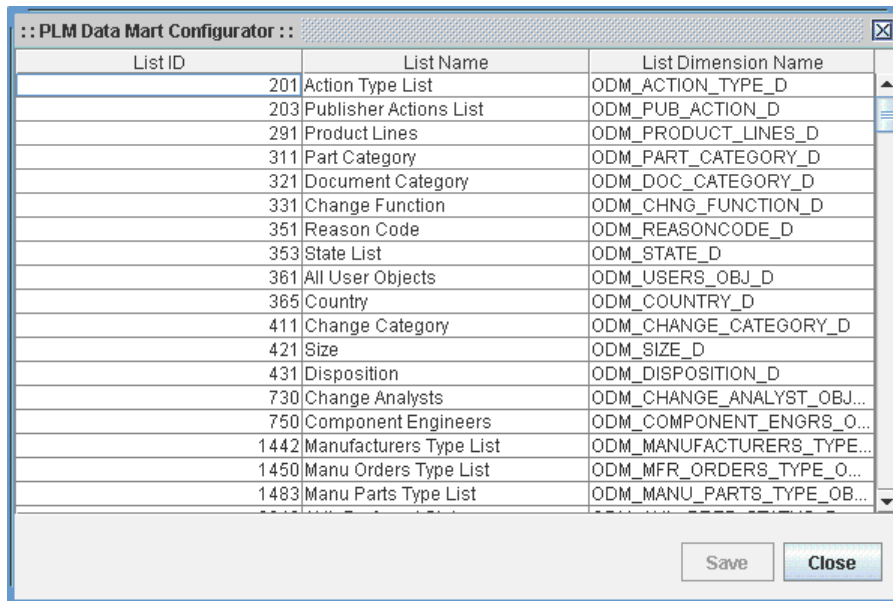 :: PLM Data Mart Configurator ::
List ID List Name List Dimension Name
201 Action Type List ODM_ACTION_TYPE_D
203 Publisher Actions List ODM_PUB_ACTION_D
291 Product Lines ODM_PRODUCT_LINES_D
311 Part Category ODM_PART_CATEGORY_D
321 Document Category ODM_DOC_CATEGORY_D
331 Change Function ODM_CHNG_FUNCTION_D
351 Reason Code ODM_REASONCODE_D
353 State List ODM_STATE_D
361 All User Objects ODM_USERS_OBJ_D
365 Country ODM_COUNTRY_D
411 Change Category ODM_CHANGE_CATEGORY_D
421 Size ODM_SIZE_D
431 Disposition ODM_DISPOSITION_D
730 Change Analysts ODM_CHANGE_ANALYST_OBJ...
750 Component Engineers ODM_COMPONENT_ENGRS_O...
1442 Manufacturers Type List ODM_MANUFACTURERS_TYPE...
1450 Manu Orders Type List ODM_MFR_ORDERS_TYPE_O...
1483 Manu Parts Type List ODM_MANU_PARTS_TYPE_OB...
Save Close